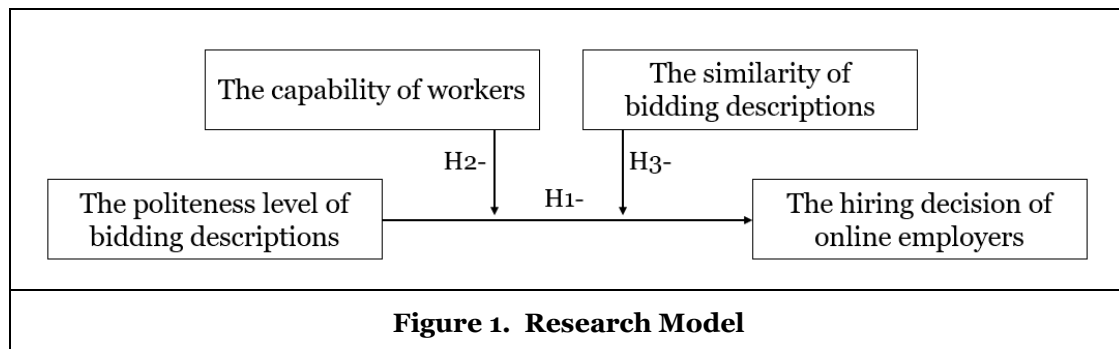 The capability of workers
The similarity of
bidding descriptions
H2-
H3-
The politeness level of
bidding descriptions
H1-
The hiring decision of
online employers
Figure 1. Research Model